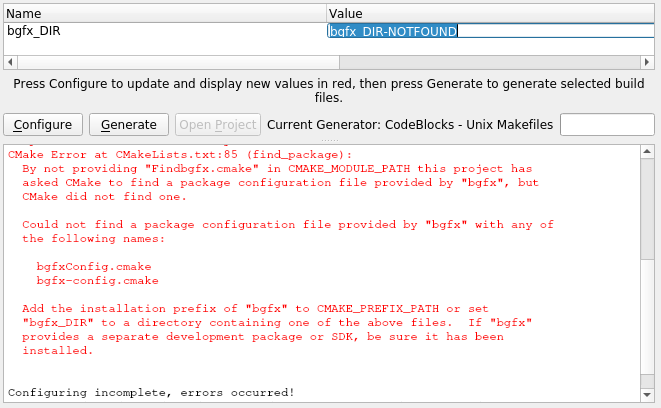 Name Value
bgfx_DIR bgfx_DIR-NOTFOUND
Press Configure to update and display new values in red, then press Generate to generate selected build
files.
Configure Generate Open Project Current Generator: CodeBlocks - Unix Makefiles
CMake Error at CMakeLists.txt:85 (find_package):
By not providing "Findbgfx.cmake" in CMAKE_MODULE_PATH this project has
asked CMake to find a package configuration file provided by "bgfx", but
CMake did not find one.
Could not find a package configuration file provided by "bgfx" with any of
the following names:
bgfxConfig.cmake
bgfx-config.cmake
Add the installation prefix of "bgfx" to CMAKE_PREFIX_PATH or set
"bgfx_DIR" to a directory containing one of the above files.  If "bgfx"
provides a separate development package or SDK, be sure it has been
installed.
Configuring incomplete, errors occurred!